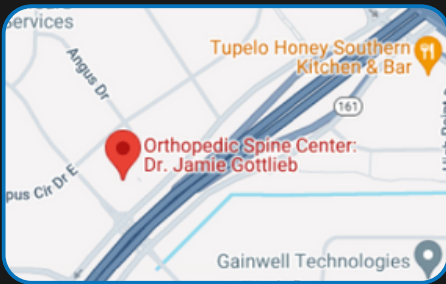 ervices
Angus Dr
Tupelo Honey Southern
Kitchen & Bar
161
Orthopedic Spine Center:
Dr. Jamie Gottlieb
pus Cir Dr E
Gainwell Technologies